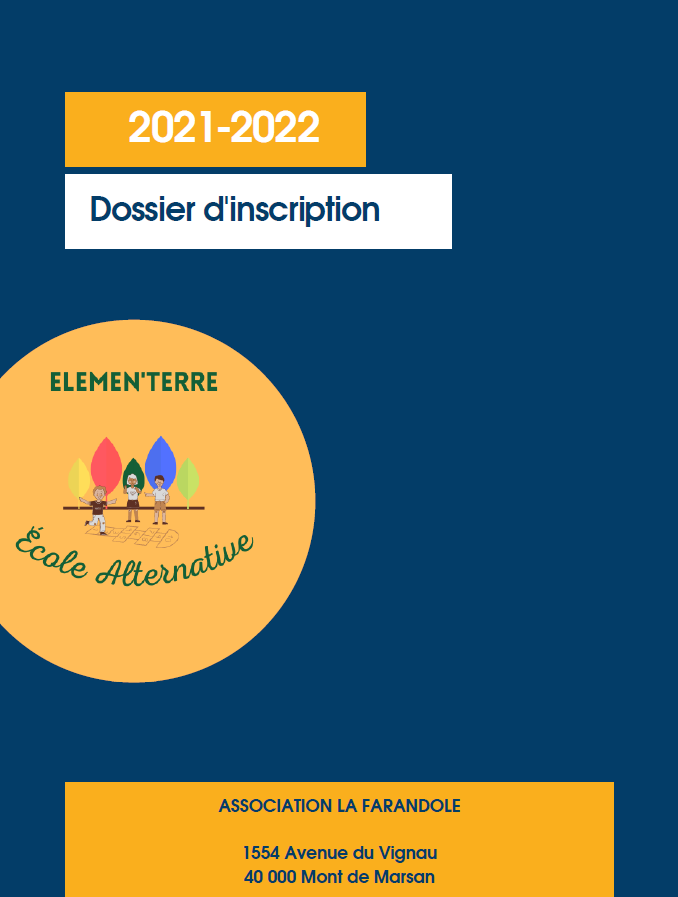 2021-2022
Dossier d'inscription
ELEMEN'TERRE
École Alternative
ASSOCIATION LA FARANDOLE
1554 Avenue du Vignau
40 000 Mont de Marsan